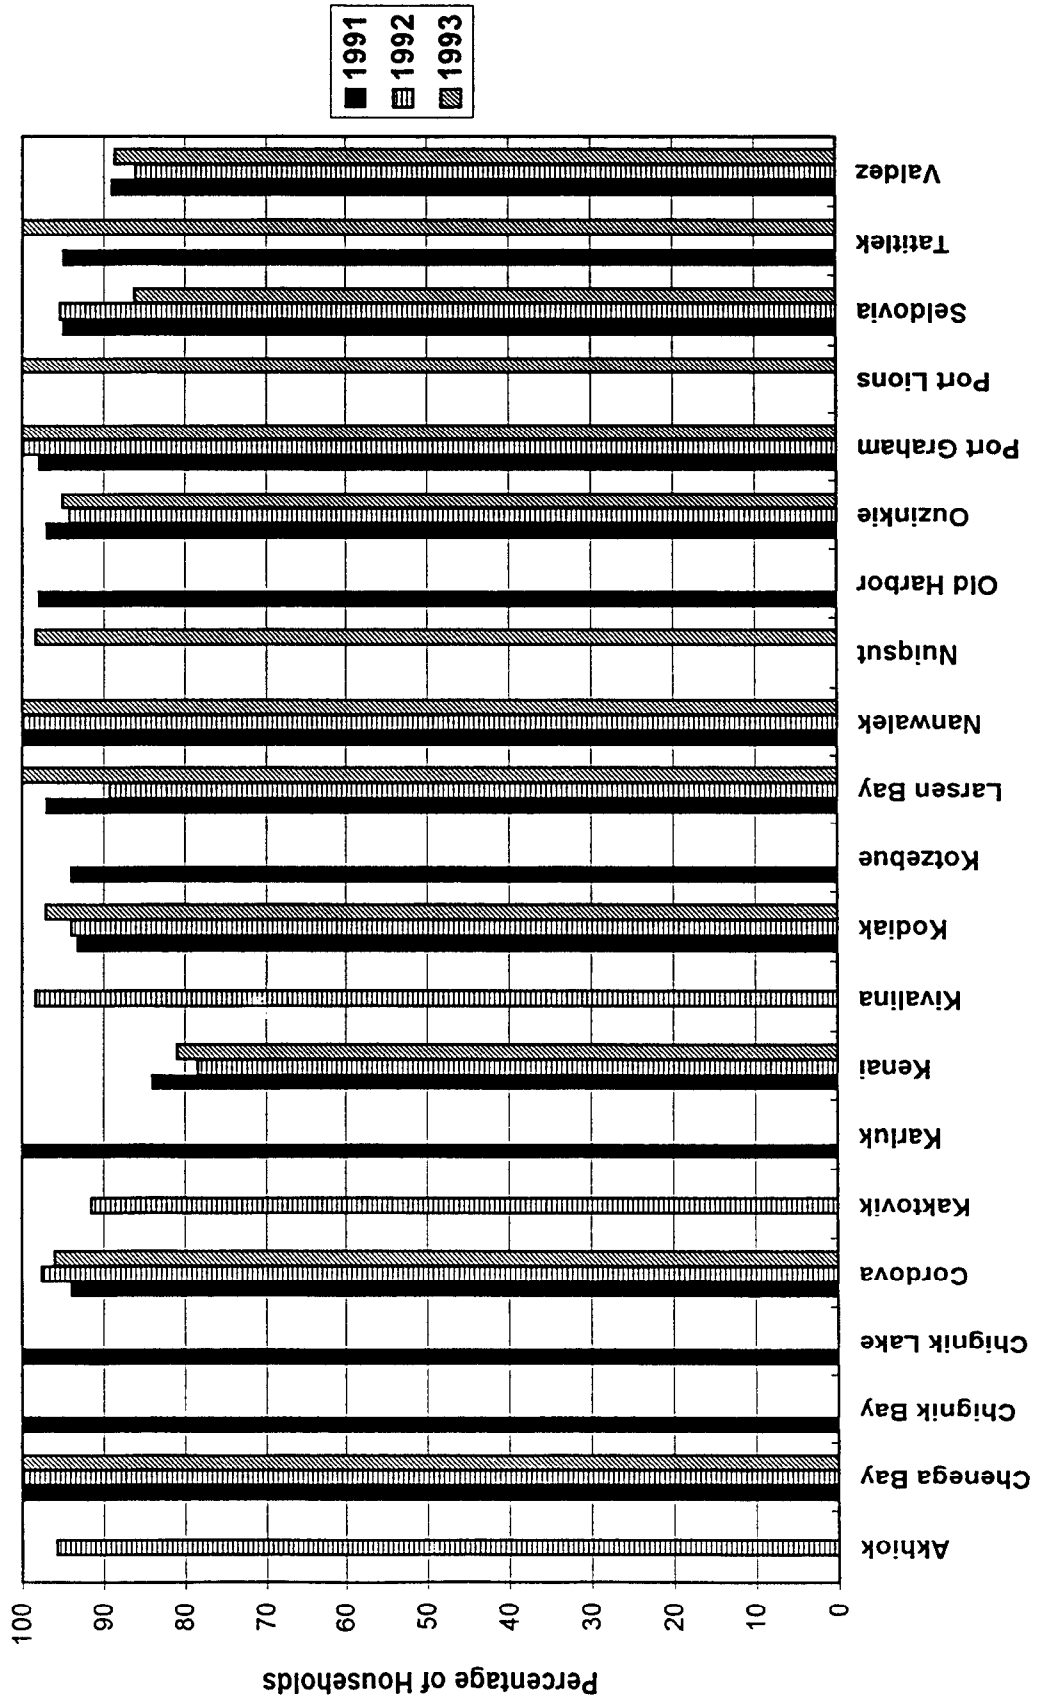 1991
1992
1993
Percentage of Households
100
90
80
70
60
50
40
30
20
10
0
Akhiok
Chenega Bay
Chignik Bay
Chignik Lake
Cordova
Kaktovik
Karluk
Kenai
Kivalina
Kodiak
Kotzebue
Larsen Bay
Nanwalek
Nuiqsut
Old Harbor
Ouzinkie
Port Graham
Port Lions
Seldovia
Tatitlek
Valdez